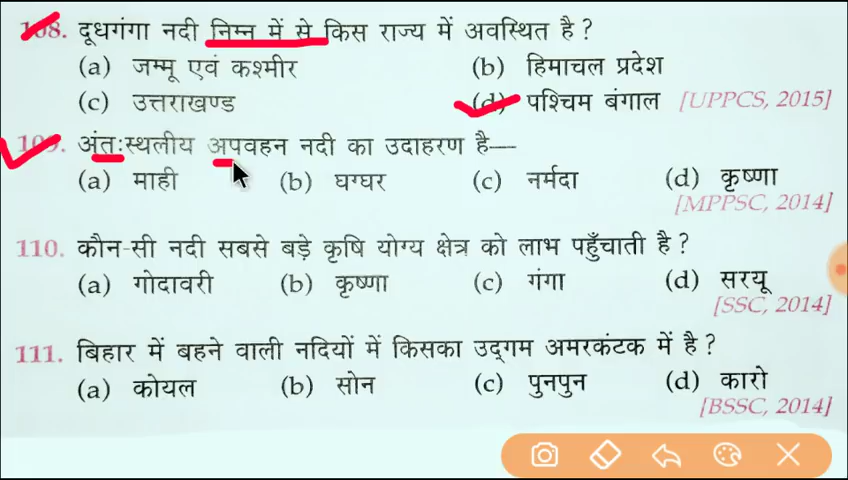 108. दूधगंगा नदी निम्न में से किस राज्य में अवस्थित है?
(a) जम्मू एवं कश्मीर (b) हिमाचल प्रदेश
(c) उत्तराखण्ड (d) पश्चिम बंगाल [UPPCS, 2015]
109. अंतःस्थलीय अपवहन नदी का उदाहरण है—
(a) माही (b) घग्घर (c) नर्मदा (d) कृष्णा
[MPPSC, 2014]
110. कौन-सी नदी सबसे बड़े कृषि योग्य क्षेत्र को लाभ पहुँचाती है?
(a) गोदावरी (b) कृष्णा (c) गंगा (d) सरयू
[SSC, 2014]
111. बिहार में बहने वाली नदियों में किसका उद्‌गम अमरकंटक में है?
(a) कोयल (b) सोन (c) पुनपुन (d) कारो
[BSSC, 2014]